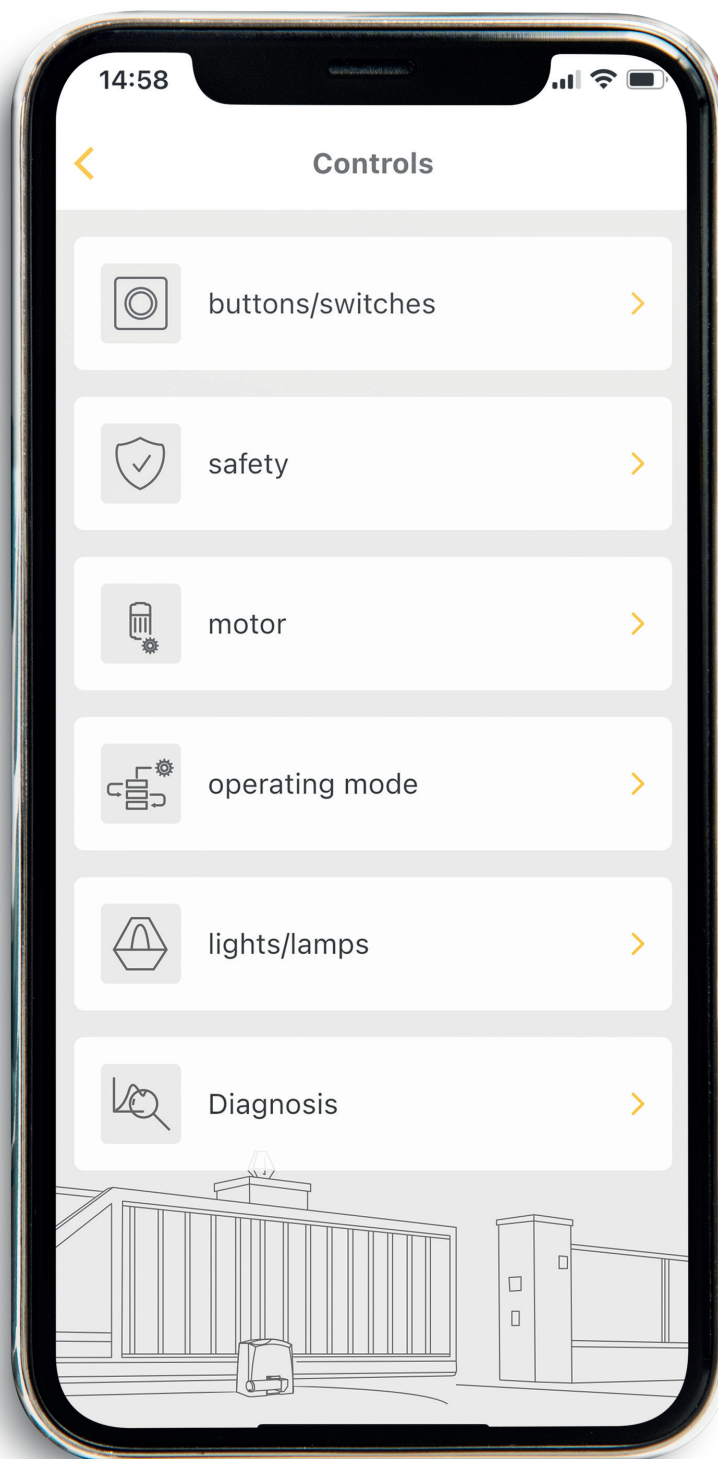 14:58
Controls
buttons/switches
safety
motor
operating mode
lights/lamps
Diagnosis